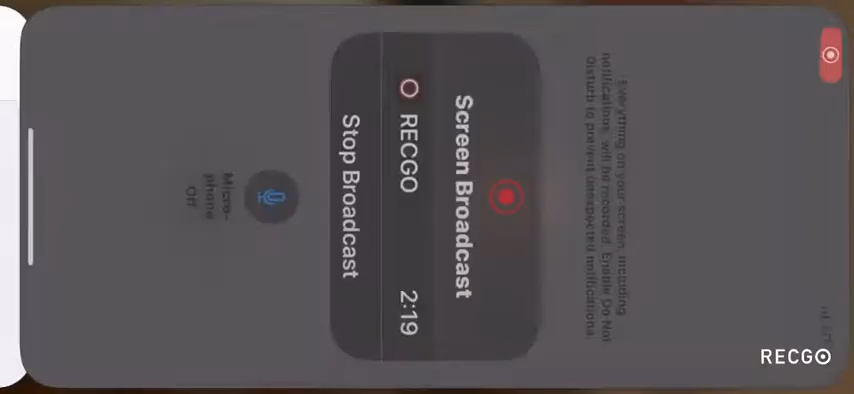 Everything on your screen, including
notifications, will be recorded. Enable Do Not
Disturb to prevent unexpected notifications.
Screen Broadcast
RECGO 2:19
Stop Broadcast
Micro-
phone
Off
RECGO